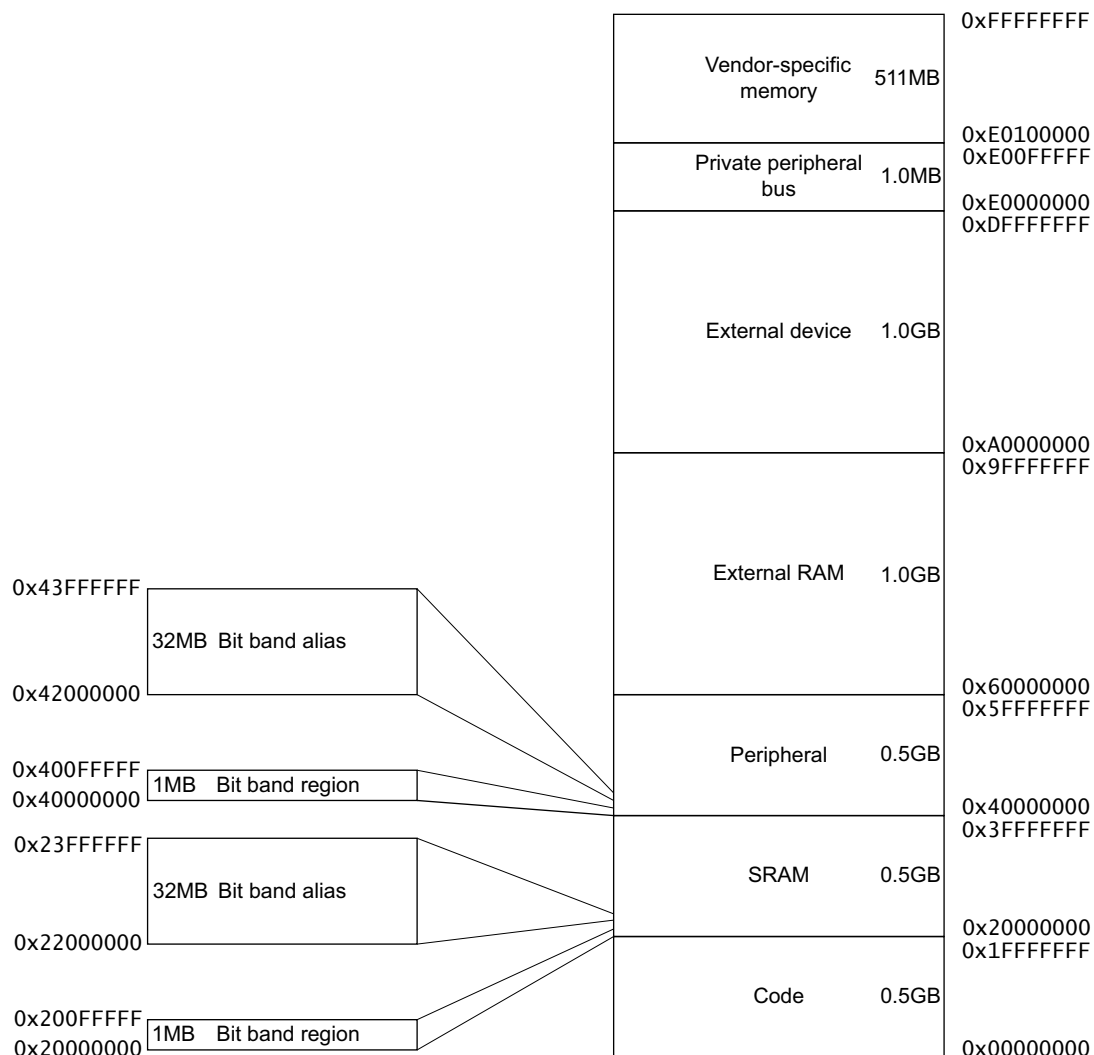 0xFFFFFFFF
Vendor-specific
memory
511MB
0xE0100000
0xE00FFFFF
Private peripheral
bus
1.0MB
0xE0000000
0xDFFFFFFF
External device
1.0GB
0xA0000000
0x9FFFFFFF
External RAM
1.0GB
0x60000000
0x5FFFFFFF
Peripheral
0.5GB
0x40000000
0x3FFFFFFF
SRAM
0.5GB
0x20000000
0x1FFFFFFF
Code
0.5GB
0x00000000
0x43FFFFFF
32MB Bit band alias
0x42000000
0x400FFFFF
1MB Bit band region
0x40000000
0x23FFFFFF
32MB Bit band alias
0x22000000
0x200FFFFF
1MB Bit band region
0x20000000